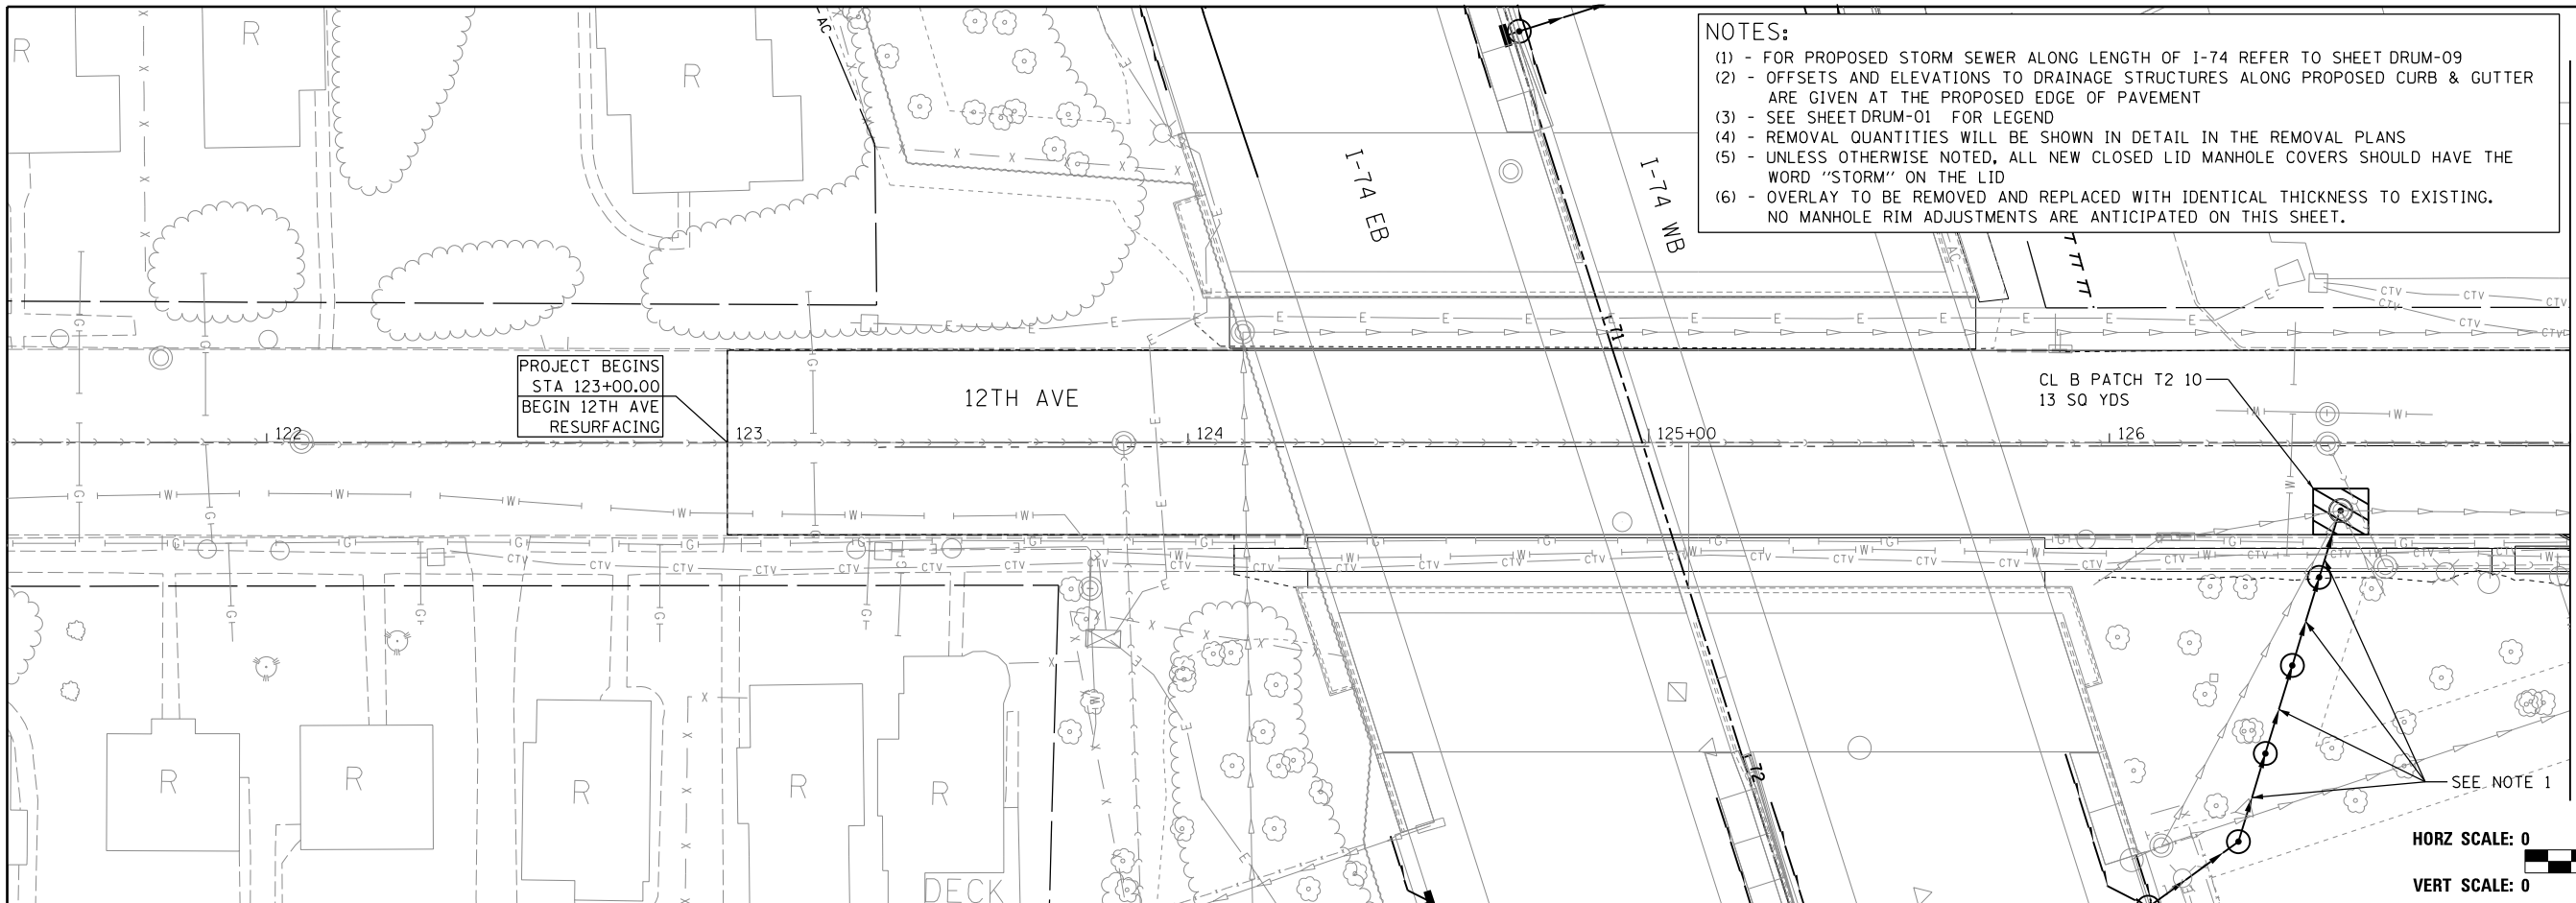 NOTES:
(1) - FOR PROPOSED STORM SEWER ALONG LENGTH OF I-74 REFER TO SHEET DRUM-09
(2) - OFFSETS AND ELEVATIONS TO DRAINAGE STRUCTURES ALONG PROPOSED CURB & GUTTER
ARE GIVEN AT THE PROPOSED EDGE OF PAVEMENT
(3) - SEE SHEET DRUM-01 FOR LEGEND
(4) - REMOVAL QUANTITIES WILL BE SHOWN IN DETAIL IN THE REMOVAL PLANS
(5) - UNLESS OTHERWISE NOTED, ALL NEW CLOSED LID MANHOLE COVERS SHOULD HAVE THE
WORD "STORM" ON THE LID
(6) - OVERLAY TO BE REMOVED AND REPLACED WITH IDENTICAL THICKNESS TO EXISTING.
NO MANHOLE RIM ADJUSTMENTS ARE ANTICIPATED ON THIS SHEET.
R
R
R
AC
I-74 EB
I-74 WB
AC
71
PROJECT BEGINS
STA 123+00.00
BEGIN 12TH AVE
RESURFACING
12TH AVE
CL B PATCH T2 10
13 SQ YDS
122
123
124
125+00
126
72
R
R
R
R
R
DECK
SEE NOTE 1
HORZ SCALE: 0
VERT SCALE: 0